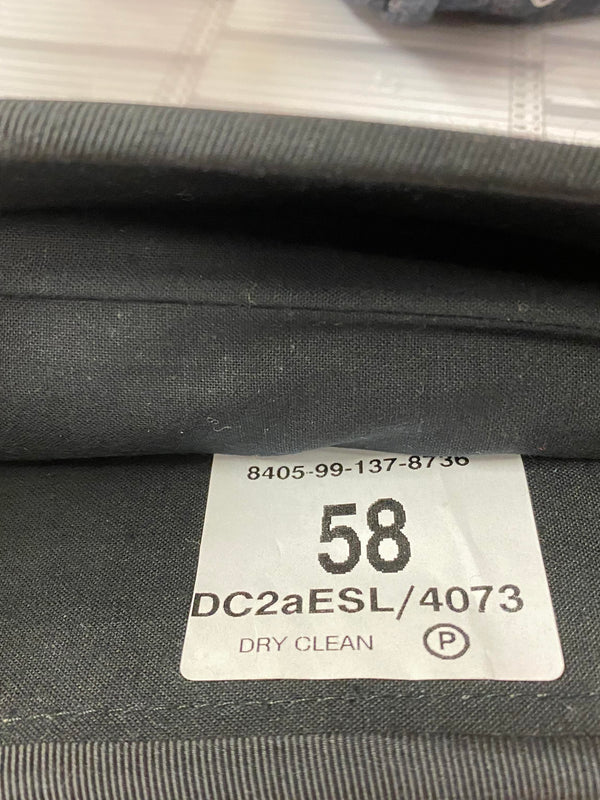 8405-99-137-8736
58
DC2aESL/4073
DRY CLEAN P